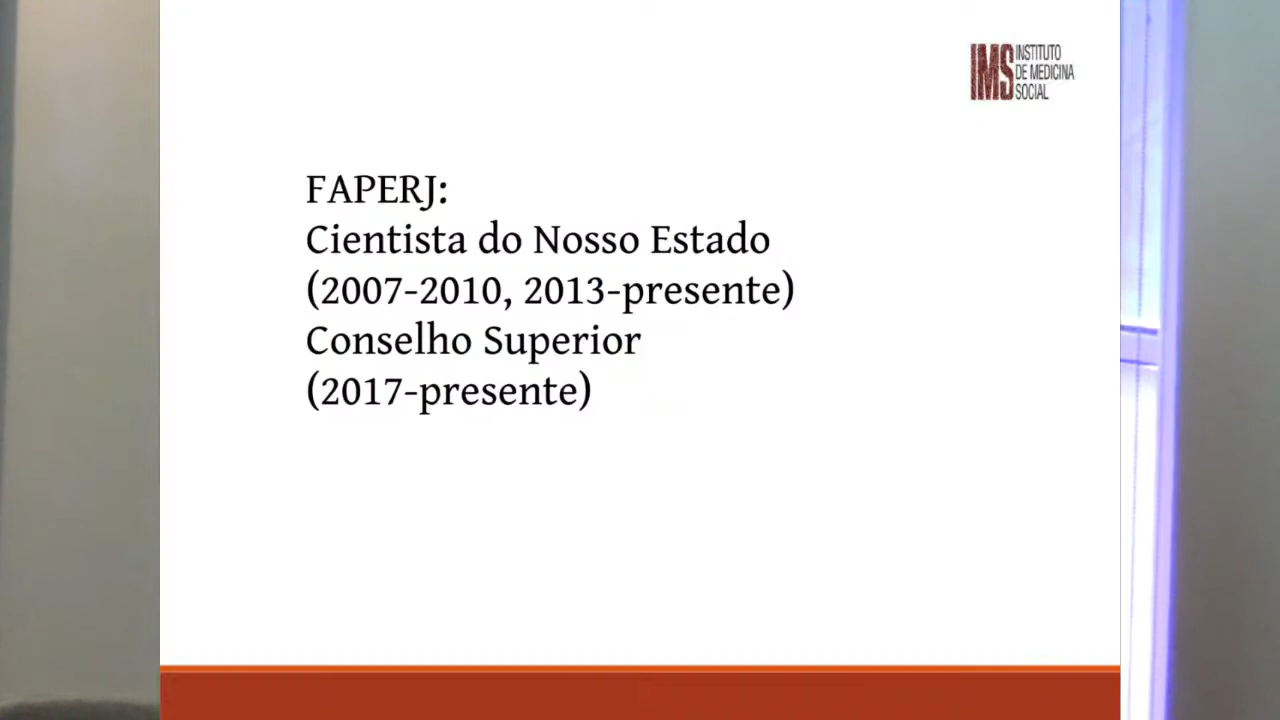 IMS INSTITUTO
DE MEDICINA
SOCIAL
FAPERJ:
Cientista do Nosso Estado
(2007-2010, 2013-presente)
Conselho Superior
(2017-presente)